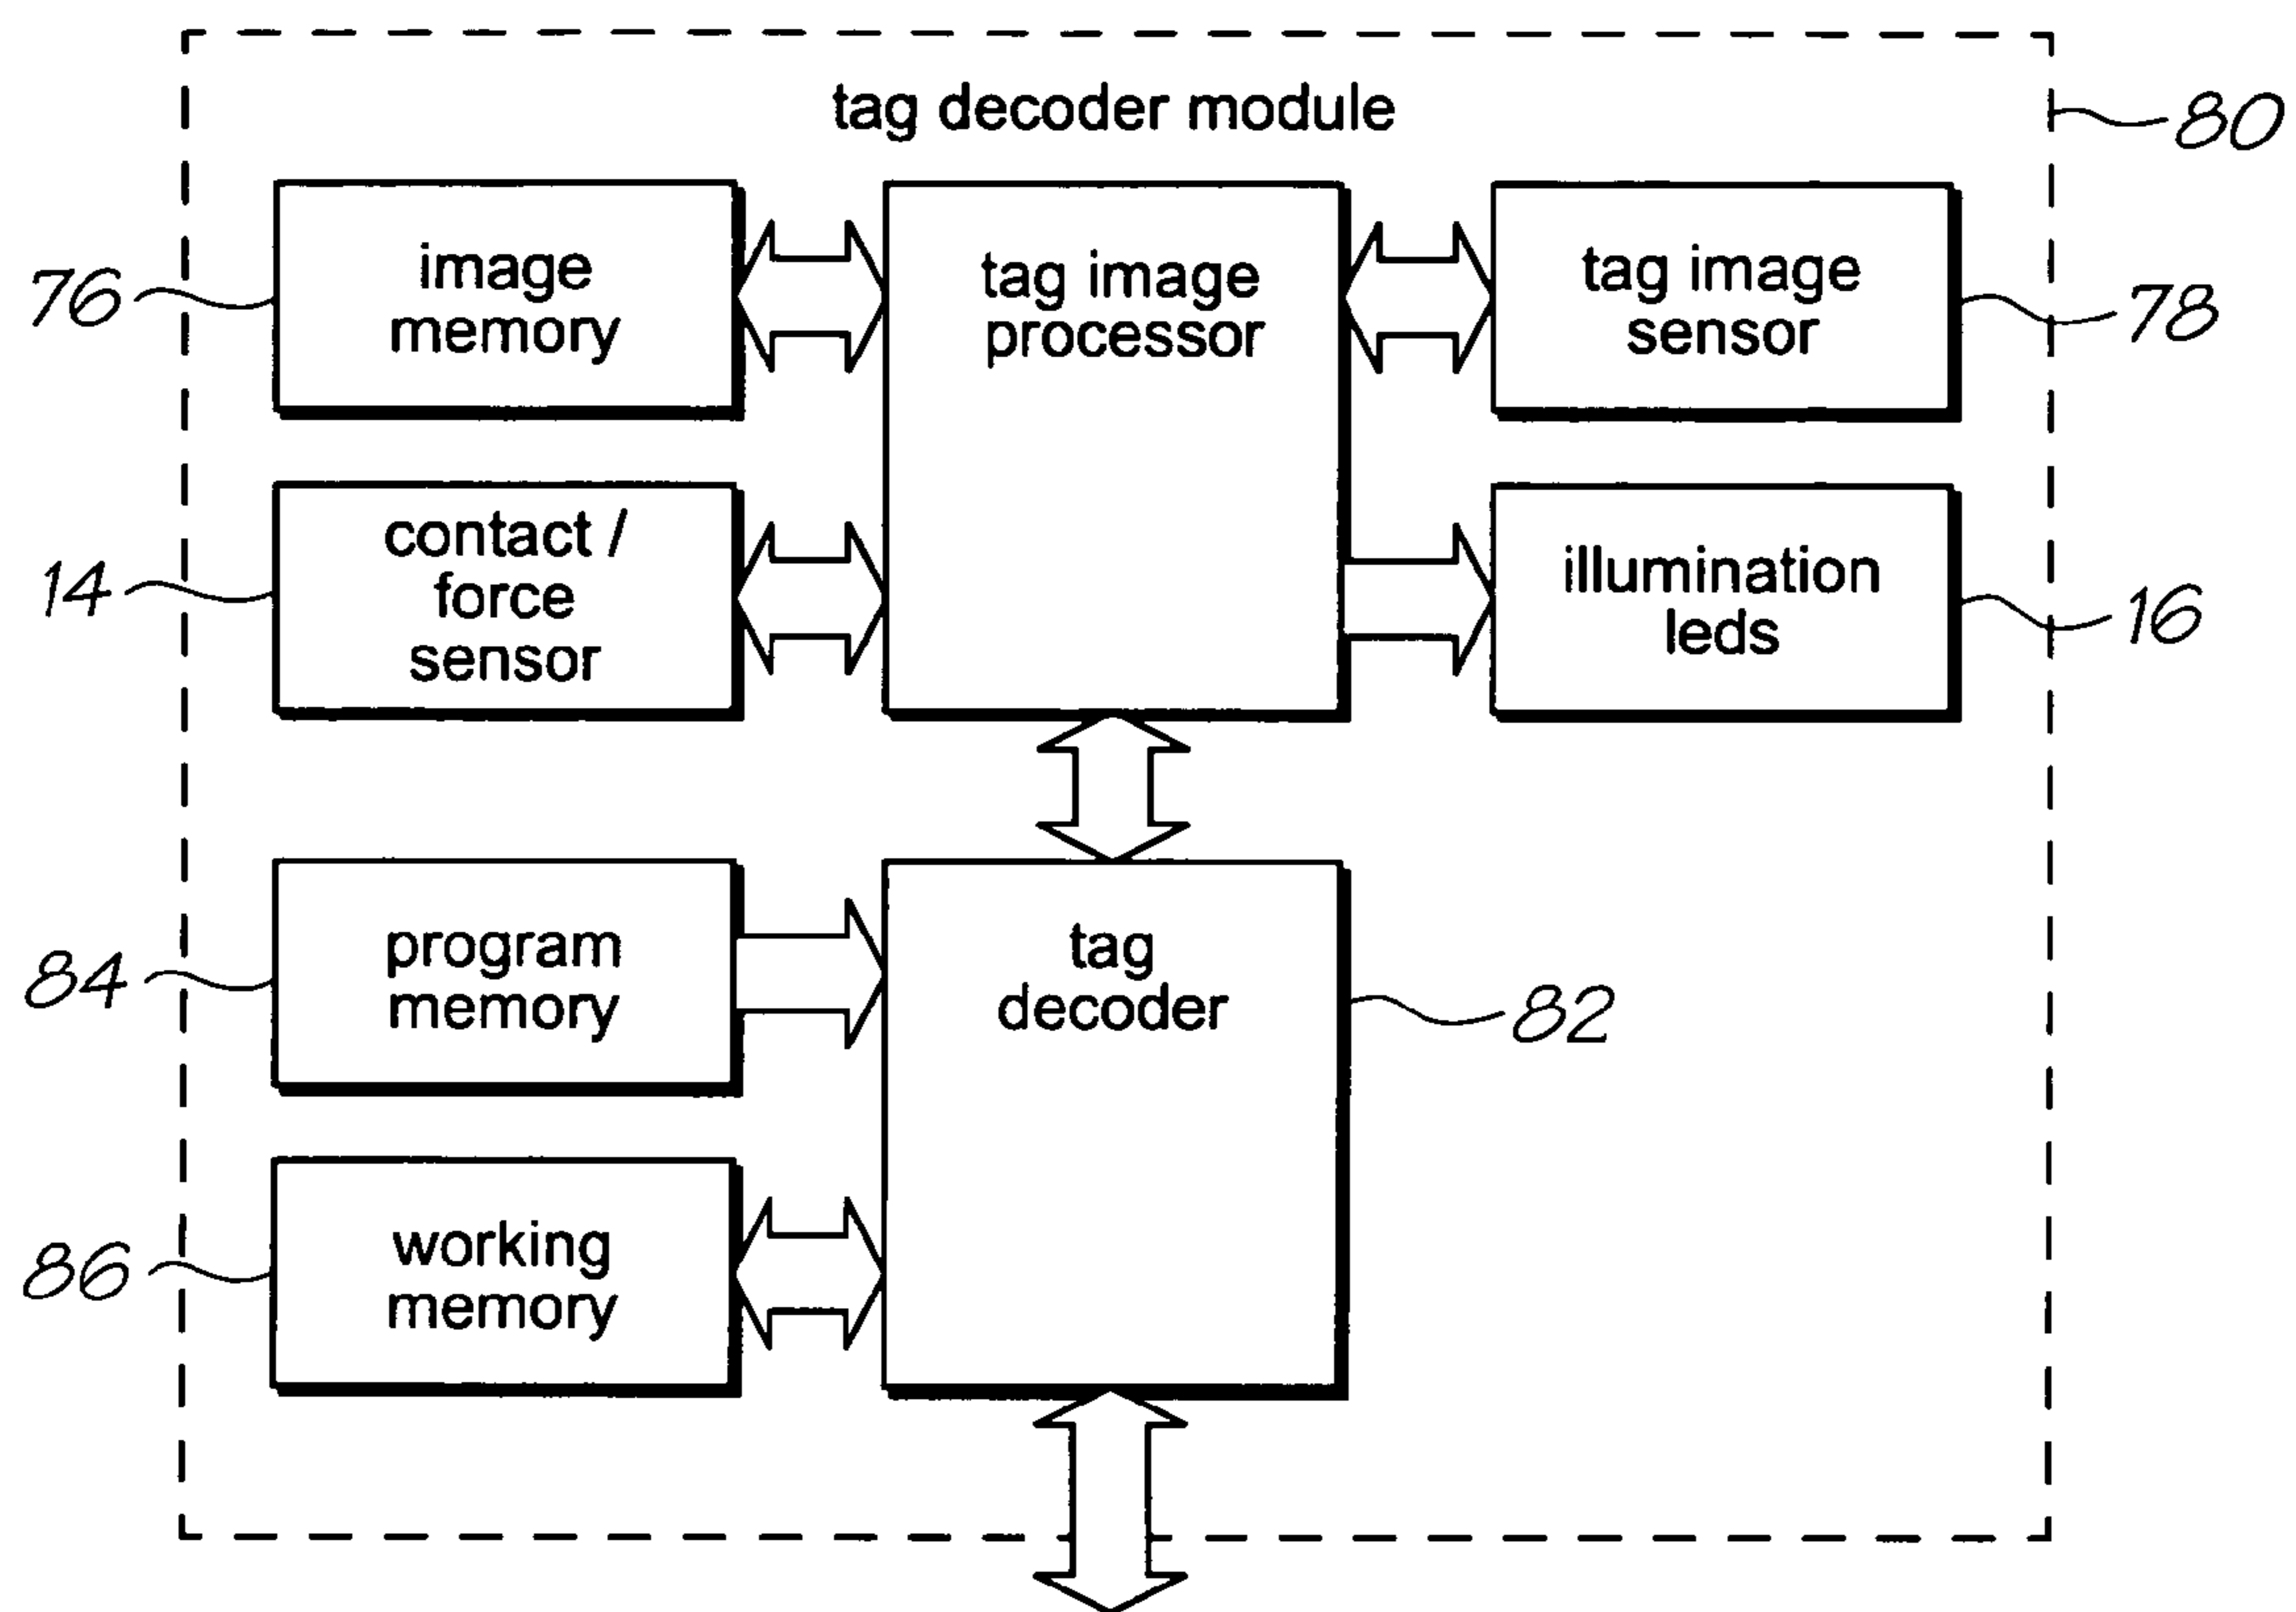 tag decoder module
80
76
image
memory
tag image
processor
tag image
sensor
78
14
contact /
force
sensor
illumination
leds
16
84
program
memory
tag
decoder
82
86
working
memory